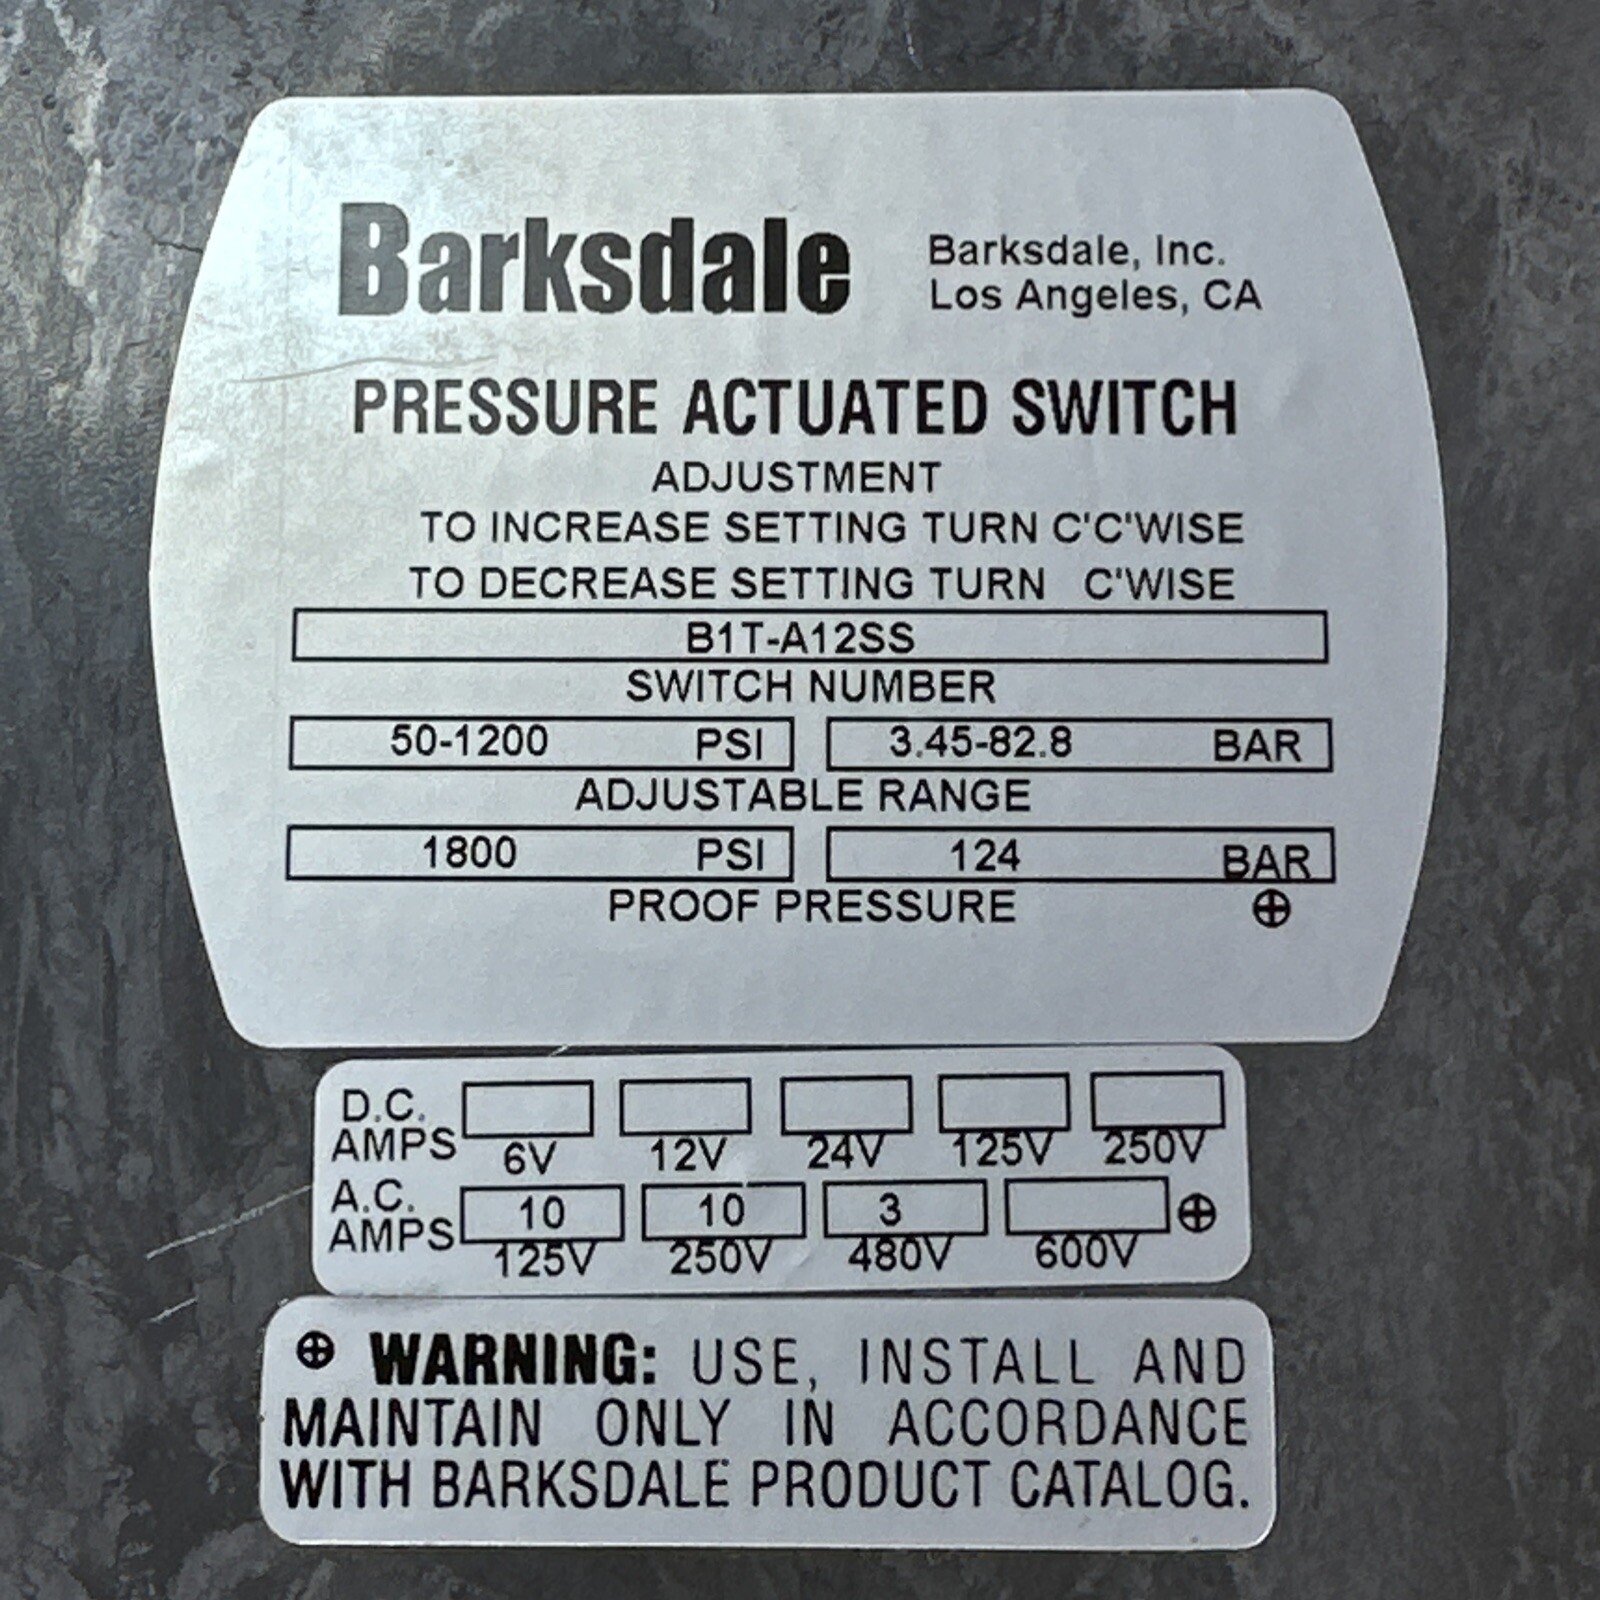 Barksdale
Barksdale, Inc.
Los Angeles, CA
PRESSURE ACTUATED SWITCH
ADJUSTMENT
TO INCREASE SETTING TURN C'C'WISE
TO DECREASE SETTING TURN C'WISE
B1T-A12SS
SWITCH NUMBER
50-1200 PSI 3.45-82.8 BAR
ADJUSTABLE RANGE
1800 PSI 124 BAR
PROOF PRESSURE
D.C.
AMPS
6V 12V 24V 125V 250V
A.C.
AMPS
10 10 3
125V 250V 480V 600V
WARNING: USE, INSTALL AND
MAINTAIN ONLY IN ACCORDANCE
WITH BARKSDALE PRODUCT CATALOG.